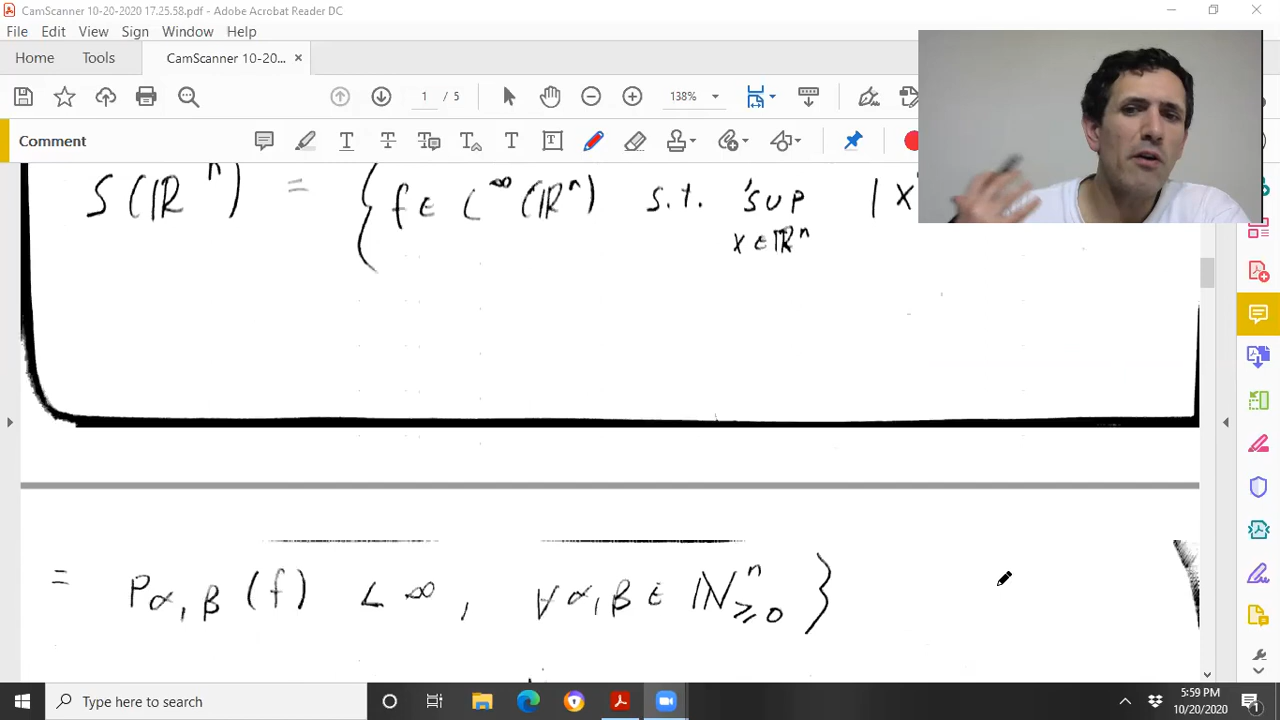 CamScanner 10-20-2020 17.25.58.pdf - Adobe Acrobat Reader DC
File Edit View Sign Window Help
Home Tools CamScanner 10-20... ×
1 / 5 138%
Comment
S(ℝⁿ) = { f ∈ C^∞(ℝⁿ) s.t. sup | x
x ∈ ℝⁿ
= P_{α,β}(f) < ∞, ∀ α,β ∈ ℕⁿ_{≥0} }
Type here to search
5:59 PM
10/20/2020
1